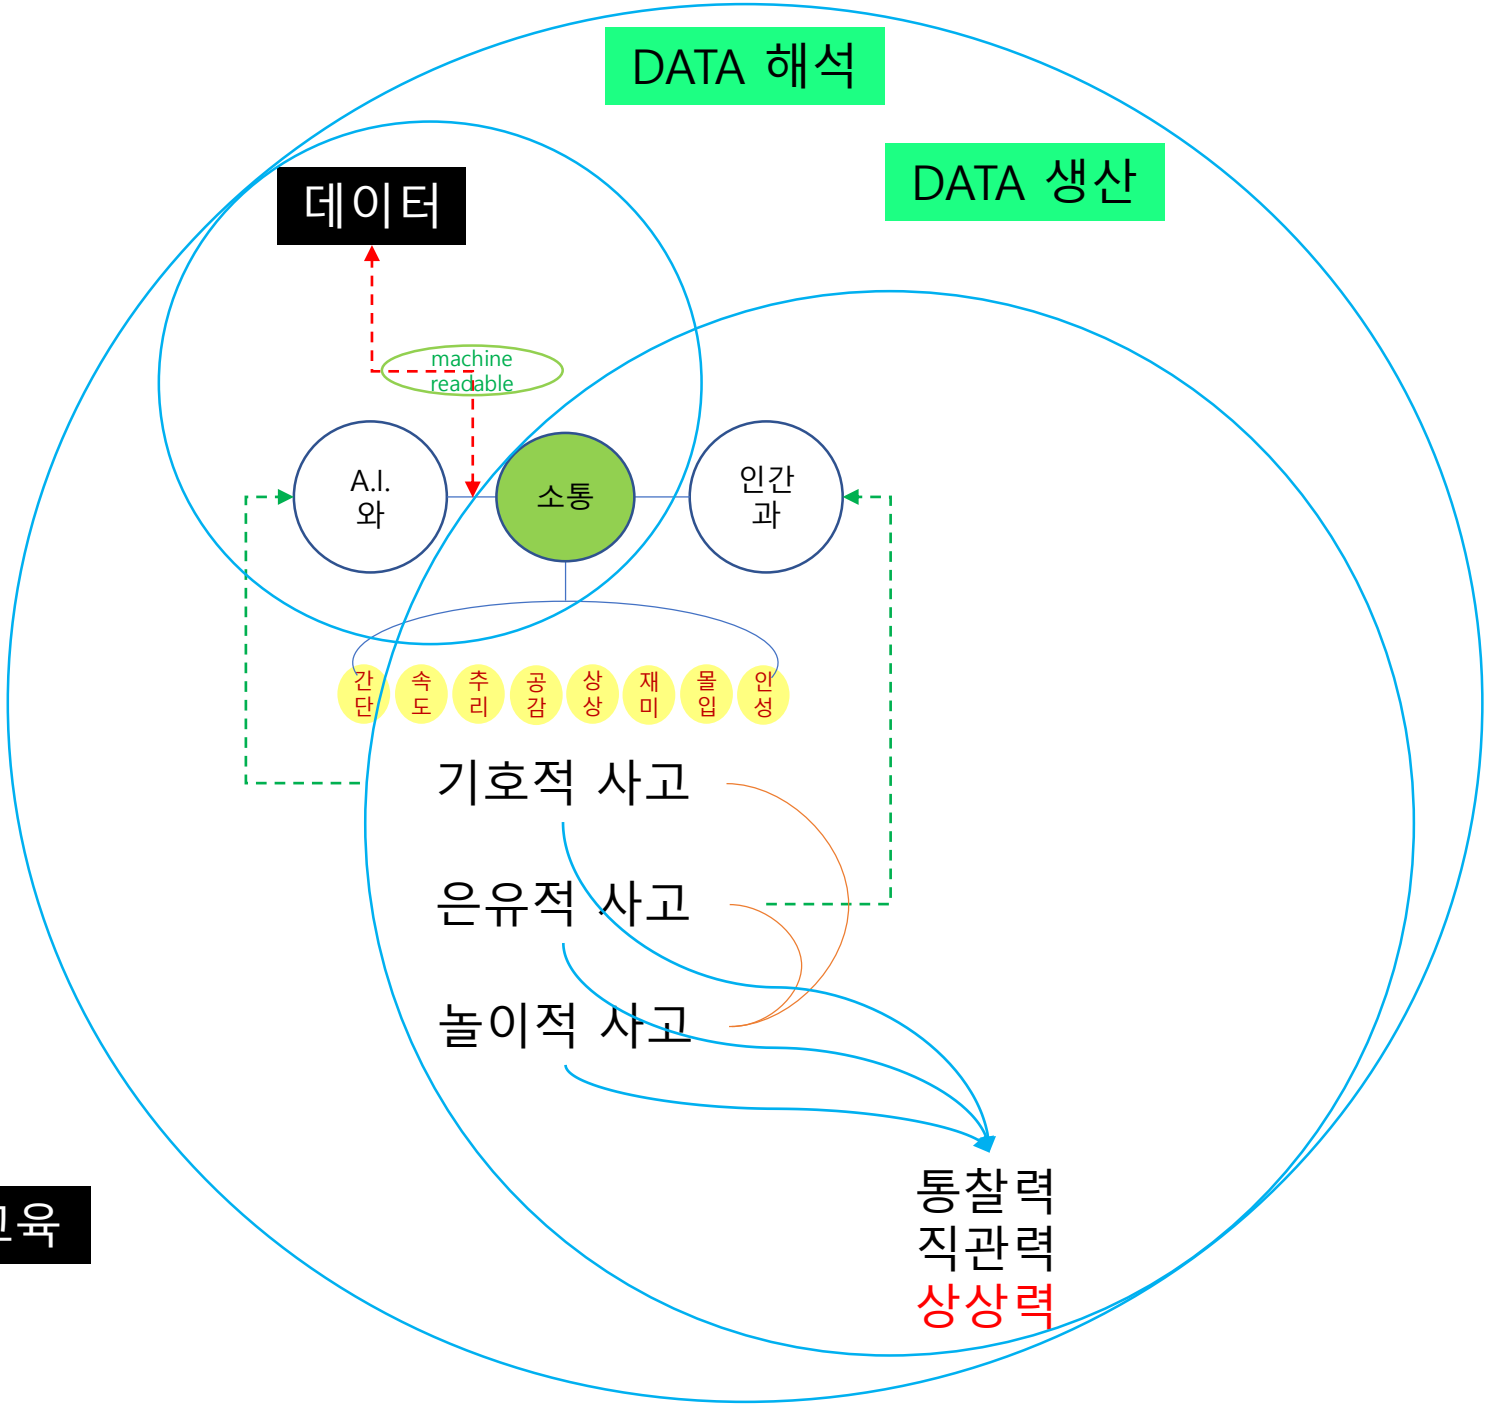 DATA 해석
DATA 생산
데이터
machine
readable
A.I.
와
소통
인간
과
간
단
속
도
추
리
공
감
상
상
재
미
몰
입
인
성
기호적 사고
은유적 사고
놀이적 사고
통찰력
직관력
상상력
육